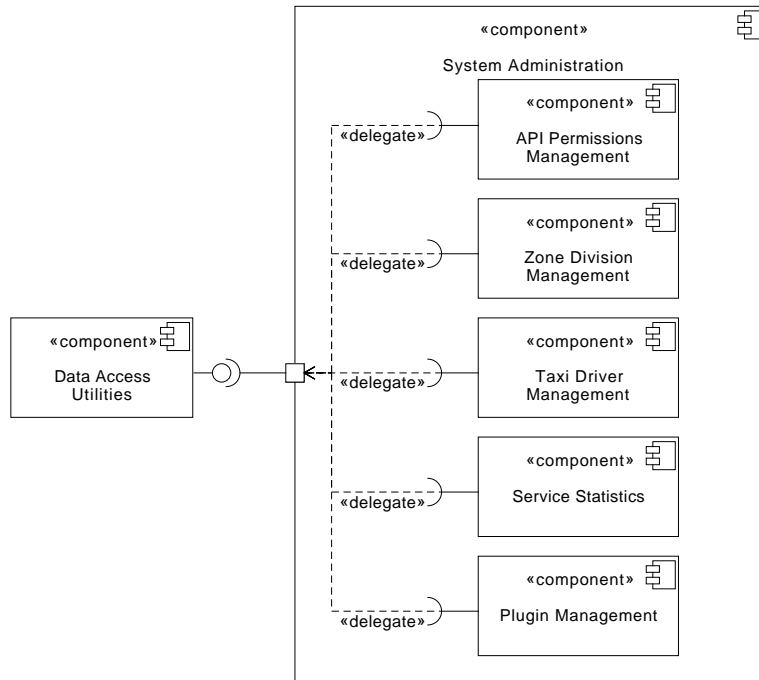 «component»
System Administration
«component»
API Permissions
Management
«delegate»
«component»
Zone Division
Management
«delegate»
«component»
Data Access
Utilities
«component»
Taxi Driver
Management
«delegate»
«component»
Service Statistics
«delegate»
«component»
Plugin Management
«delegate»